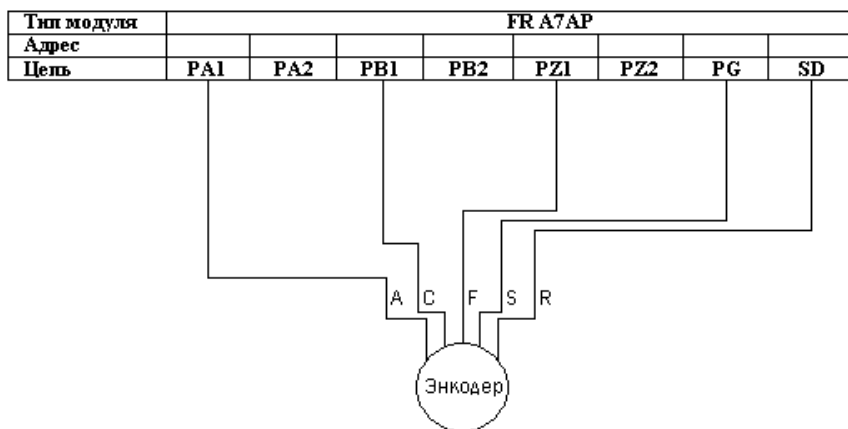 Тип модуля FR A7AP
Адрес
Цепь PA1 PA2 PB1 PB2 PZ1 PZ2 PG SD
A C F S R
Энкодер